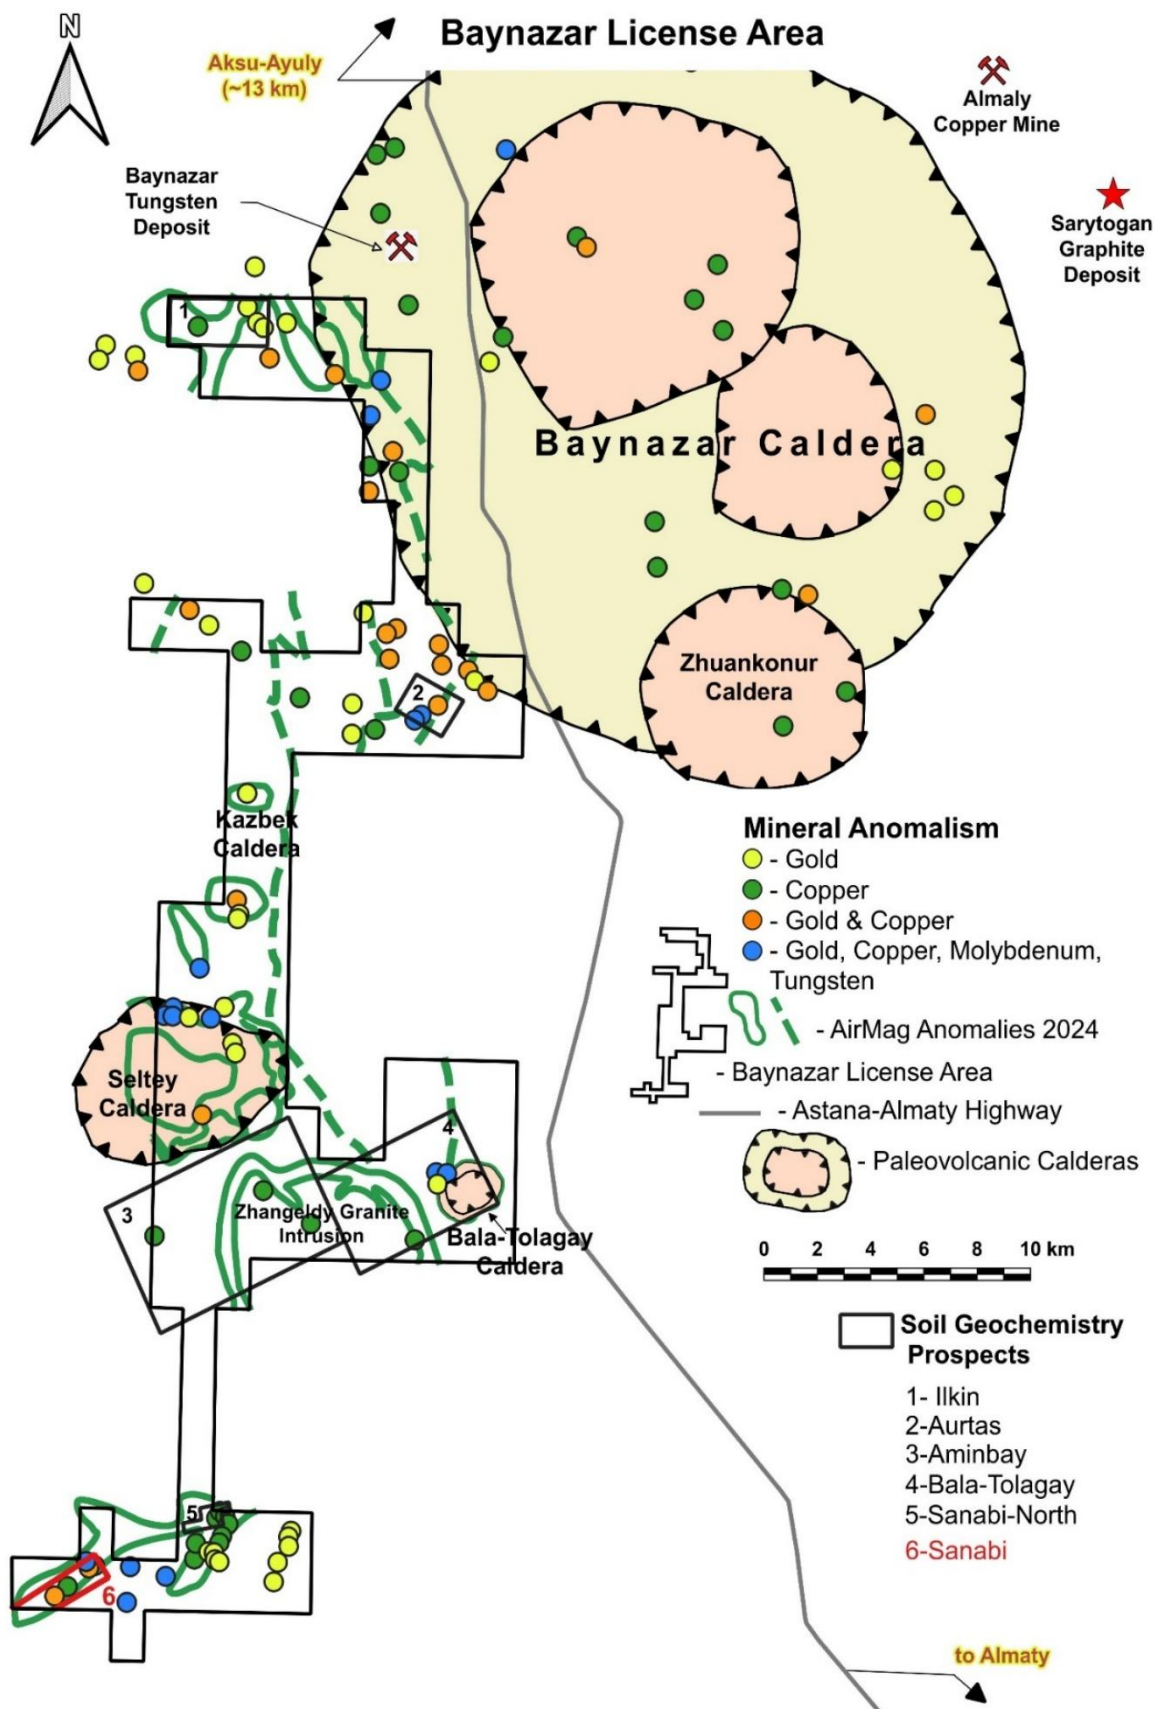 N
Baynazar License Area
Aksu-Ayuly
(~13 km)
Almaly
Copper Mine
Baynazar
Tungsten
Deposit
Sarytogan
Graphite
Deposit
1
Baynazar Caldera
Zhuankonur
Caldera
2
Kazbek
Caldera
Mineral Anomalism
- Gold
- Copper
- Gold & Copper
- Gold, Copper, Molybdenum,
Tungsten
- AirMag Anomalies 2024
- Baynazar License Area
- Astana-Almaty Highway
- Paleovolcanic Calderas
Seltey
Caldera
4
3
Zhangeldy Granite
Intrusion
Bala-Tolagay
Caldera
0 2 4 6 8 10 km
Soil Geochemistry
Prospects
1- Ilkin
2-Aurtas
3-Aminbay
4-Bala-Tolagay
5-Sanabi-North
6-Sanabi
5
6
to Almaty